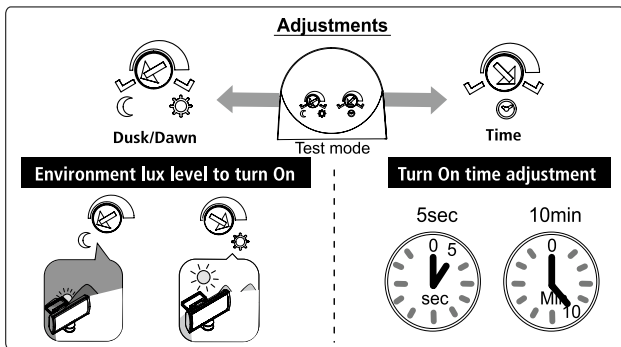 Adjustments
Dusk/Dawn
Test mode
Time
Environment lux level to turn On
Turn On time adjustment
5sec
10min
0
5
sec
0
Min
10